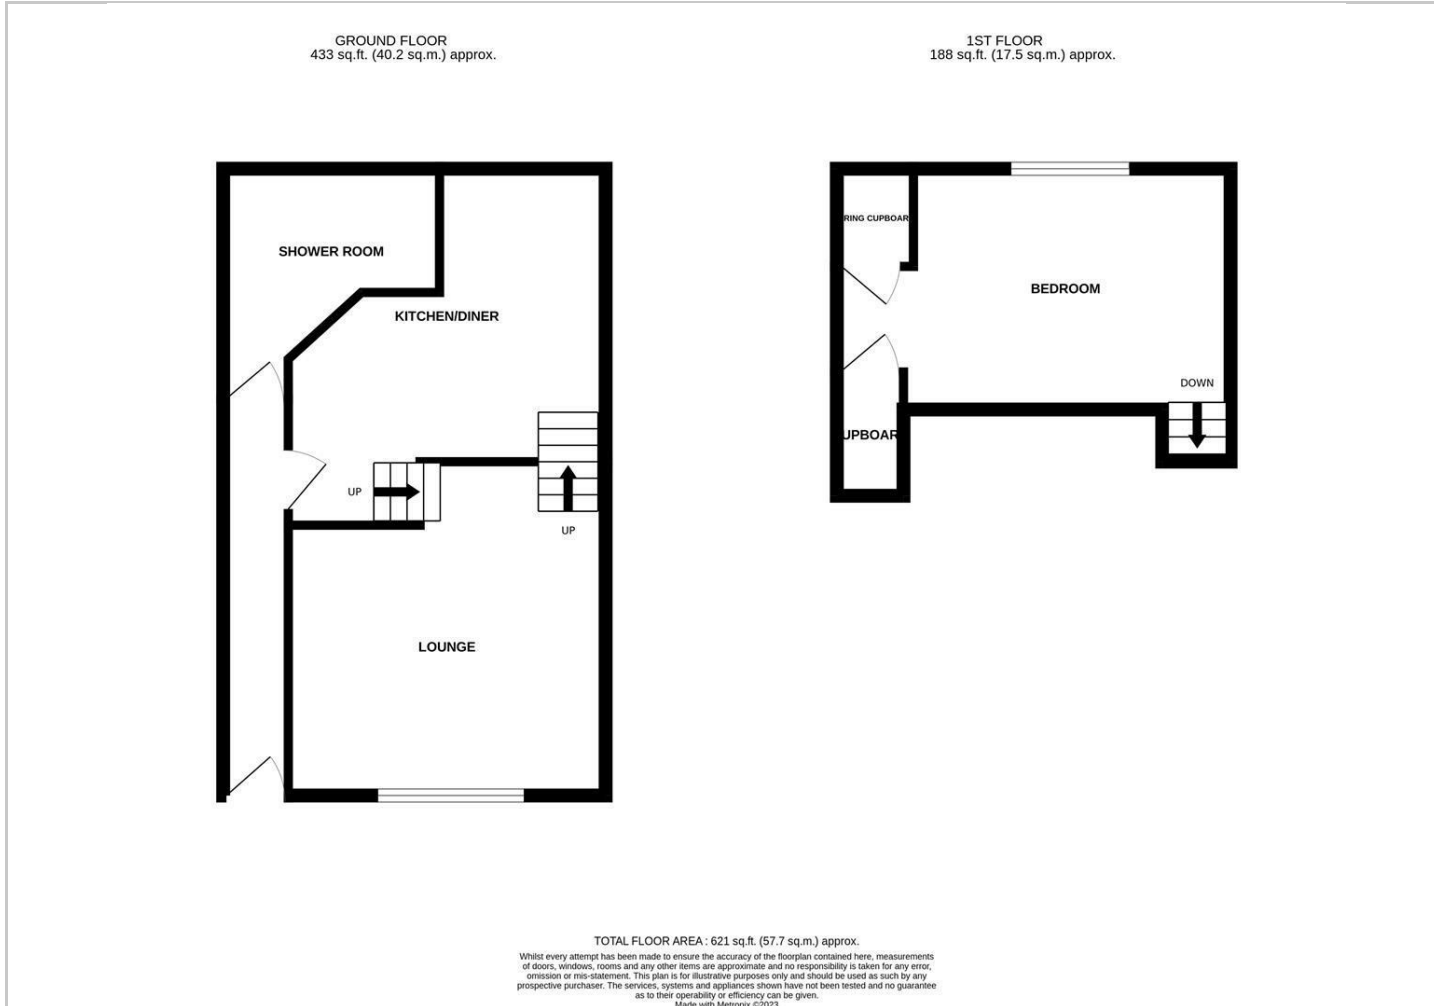 GROUND FLOOR
433 sq.ft. (40.2 sq.m.) approx.
1ST FLOOR
188 sq.ft. (17.5 sq.m.) approx.
SHOWER ROOM
KITCHEN/DINER
UP
UP
LOUNGE
RING CUPBOAR
BEDROOM
DOWN
UPBOAR
TOTAL FLOOR AREA : 621 sq.ft. (57.7 sq.m.) approx.
Whilst every attempt has been made to ensure the accuracy of the floorplan contained here, measurements
of doors, windows, rooms and any other items are approximate and no responsibility is taken for any error,
omission or mis-statement. This plan is for illustrative purposes only and should be used as such by any
prospective purchaser. The services, systems and appliances shown have not been tested and no guarantee
as to their operability or efficiency can be given.
Made with Metropix ©2023